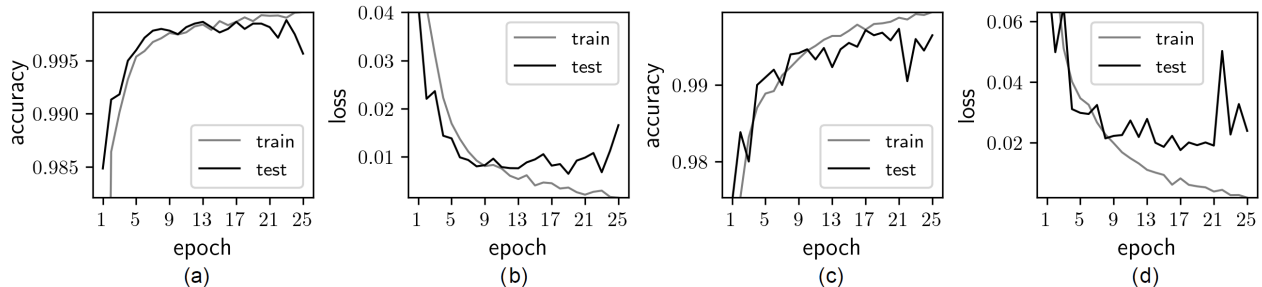 accuracy
0.995
0.990
0.985
train
test
1 5 9 13 17 21 25
epoch
(a)
loss
0.04
0.03
0.02
0.01
train
test
1 5 9 13 17 21 25
epoch
(b)
accuracy
0.99
0.98
train
test
1 5 9 13 17 21 25
epoch
(c)
loss
0.06
0.04
0.02
train
test
1 5 9 13 17 21 25
epoch
(d)